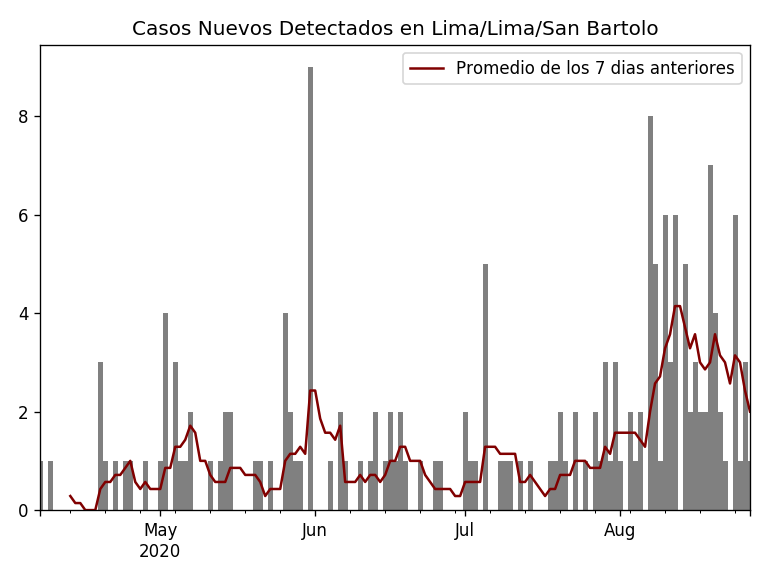 Casos Nuevos Detectados en Lima/Lima/San Bartolo
Promedio de los 7 dias anteriores
8
6
4
2
0
May Jun Jul Aug
2020